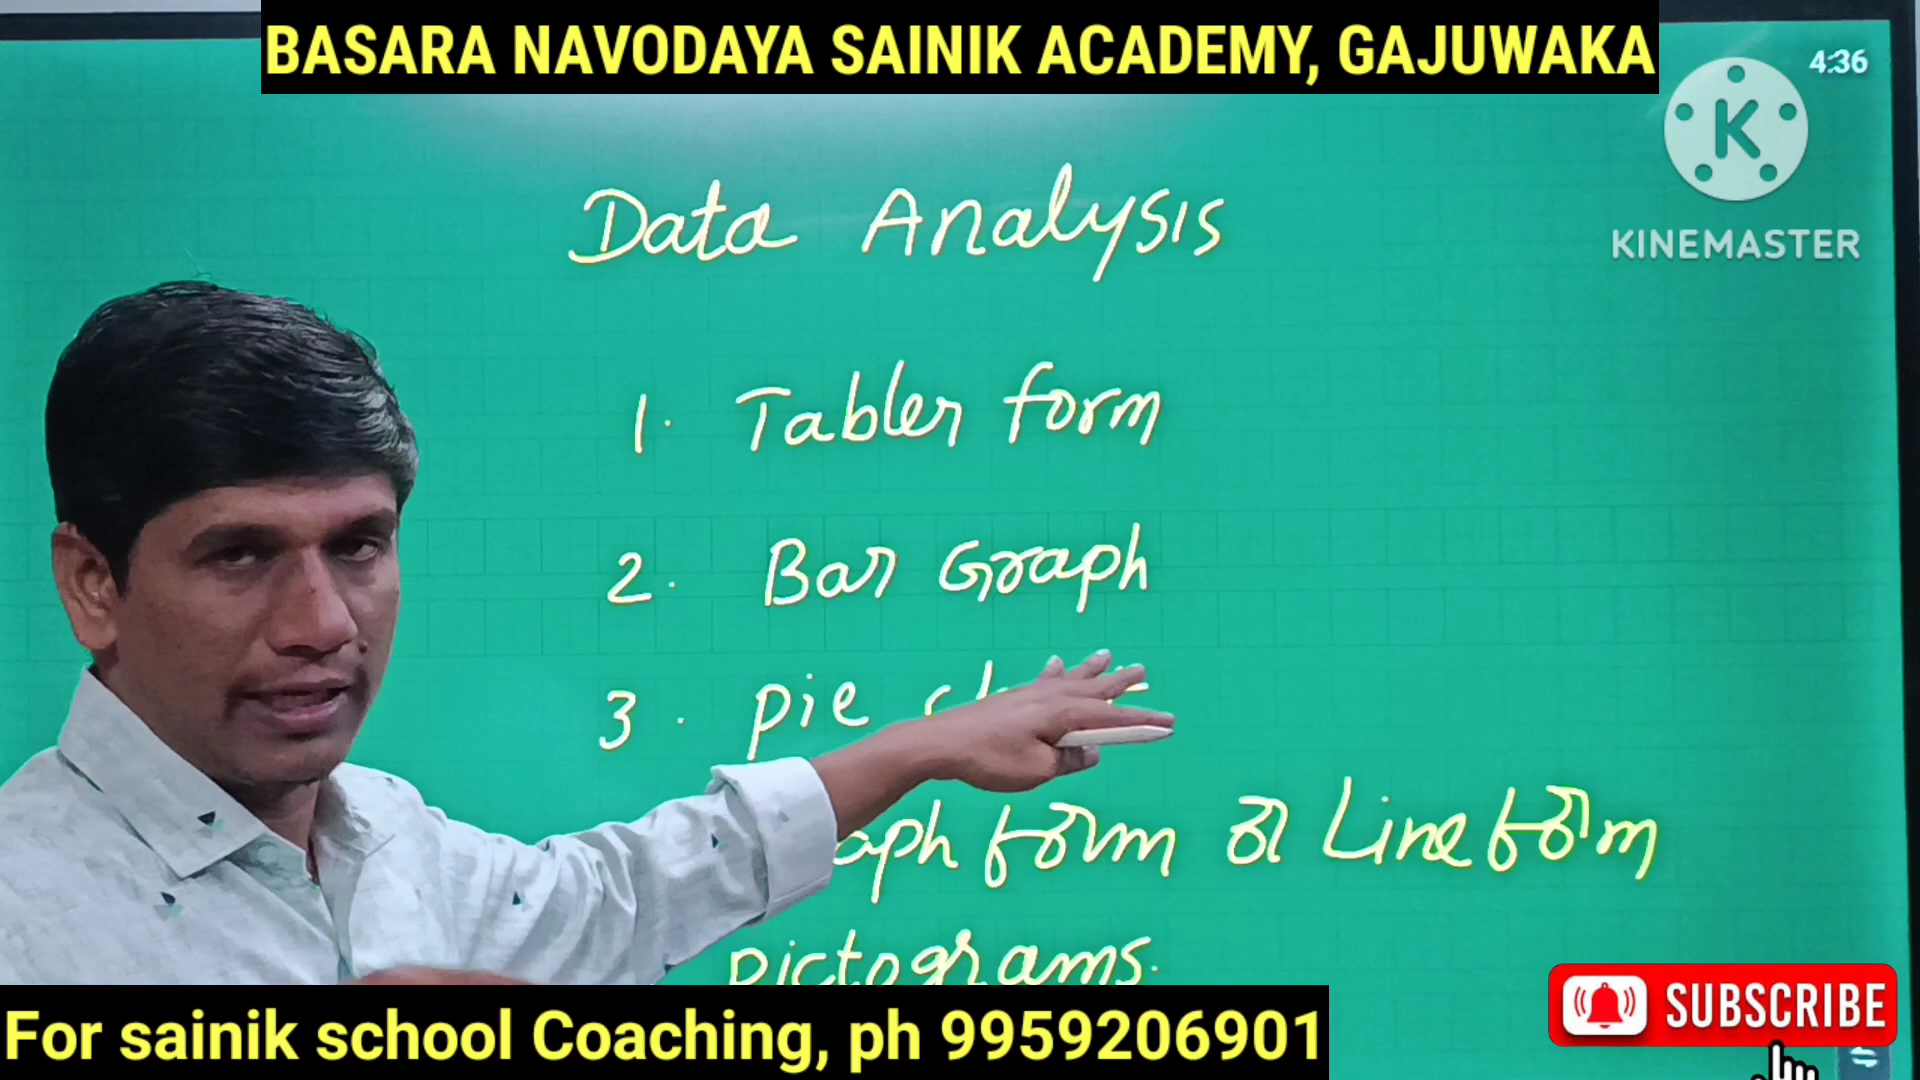 BASARA NAVODAYA SAINIK ACADEMY, GAJUWAKA
4:36
K
KINEMASTER
Data Analysis
1. Tabler form
2. Bar Graph
3. pie
aph form or Line form
pictograms.
For sainik school Coaching, ph 9959206901
SUBSCRIBE